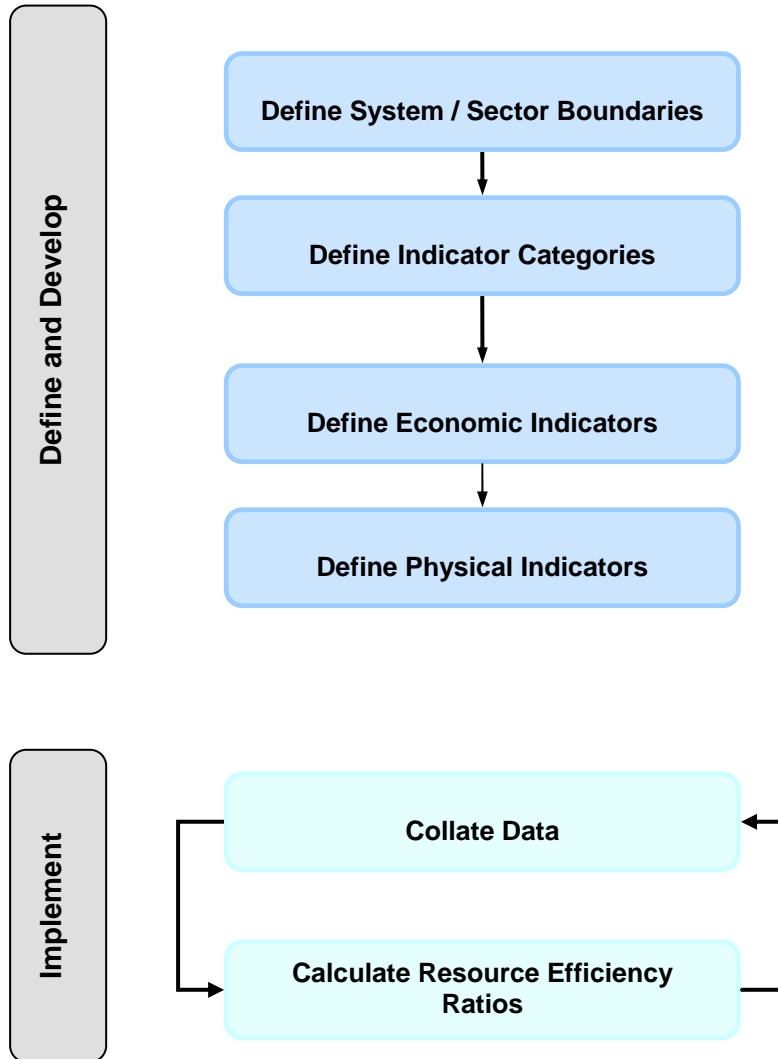 Define and Develop
Define System / Sector Boundaries
Define Indicator Categories
Define Economic Indicators
Define Physical Indicators
Implement
Collate Data
Calculate Resource Efficiency
Ratios